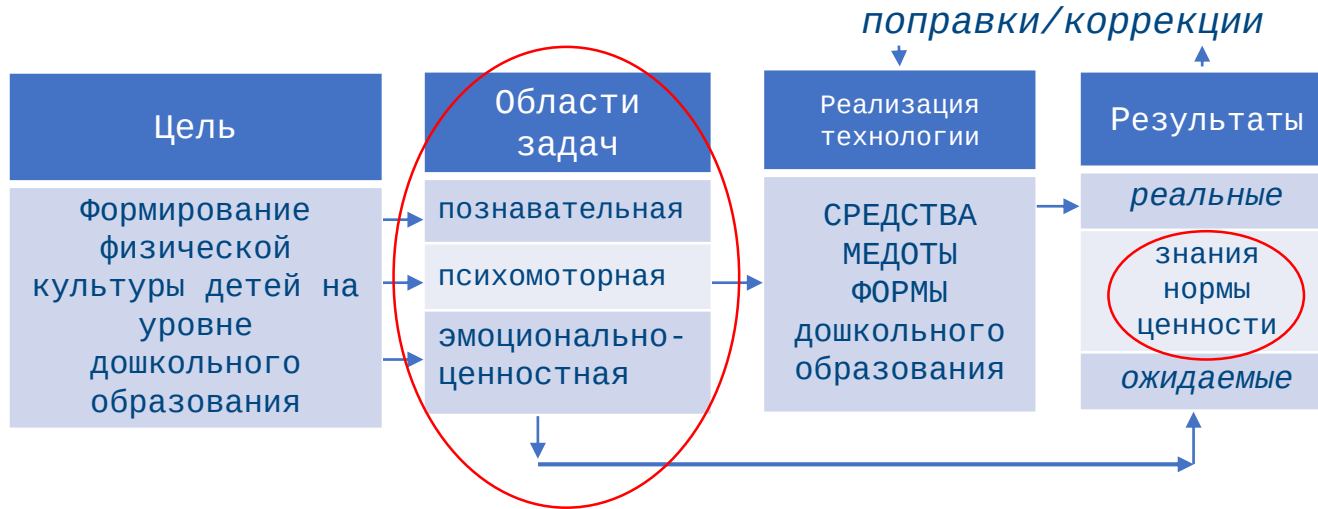 поправки/коррекции
Цель
Формирование
физической
культуры детей на
уровне
дошкольного
образования
Области
задач
познавательная
психомоторная
эмоционально-
ценностная
Реализация
технологии
СРЕДСТВА
МЕДОТЫ
ФОРМЫ
дошкольного
образования
Результаты
реальные
знания
нормы
ценности
ожидаемые